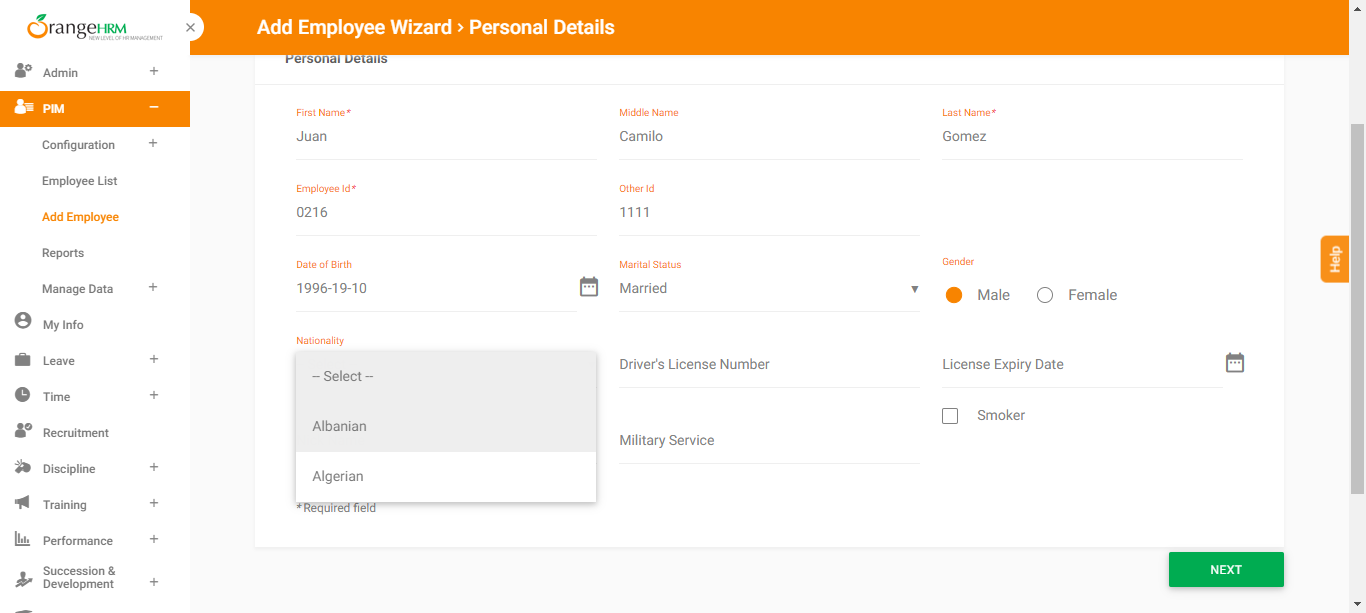 OrangeHRM
NEW LEVEL OF HR MANAGEMENT
Admin
PIM
Configuration
Employee List
Add Employee
Reports
Manage Data
My Info
Leave
Time
Recruitment
Discipline
Training
Performance
Succession &
Development
Add Employee Wizard › Personal Details
Personal Details
First Name* Middle Name Last Name*
Juan Camilo Gomez
Employee Id* Other Id
0216 1111
Date of Birth Marital Status Gender
1996-19-10 Married Male Female
Nationality
-- Select --
Albanian
Algerian
Driver's License Number License Expiry Date
Smoker
Military Service
* Required field
NEXT
Help